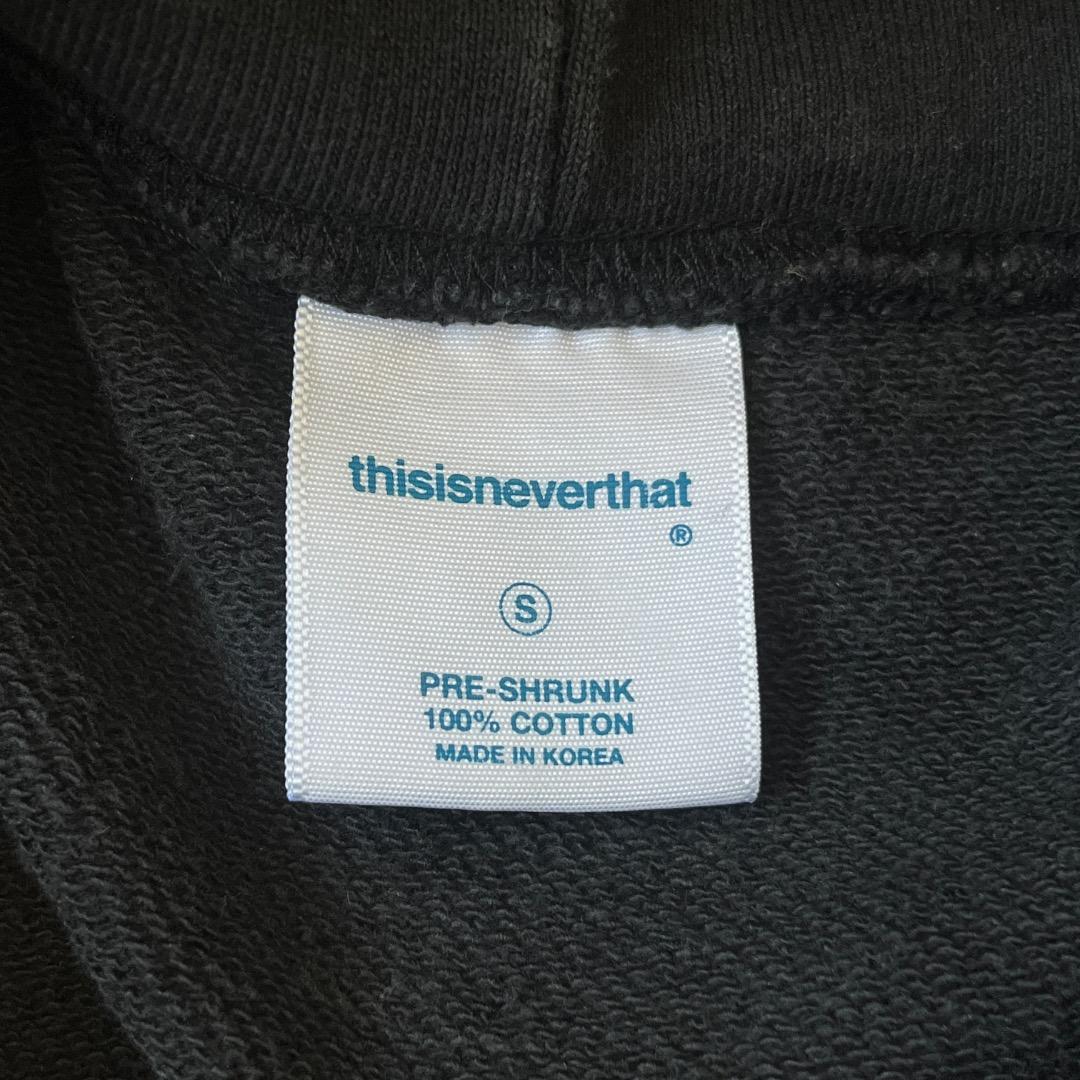 thisisneverthat
®
S
PRE-SHRUNK
100% COTTON
MADE IN KOREA